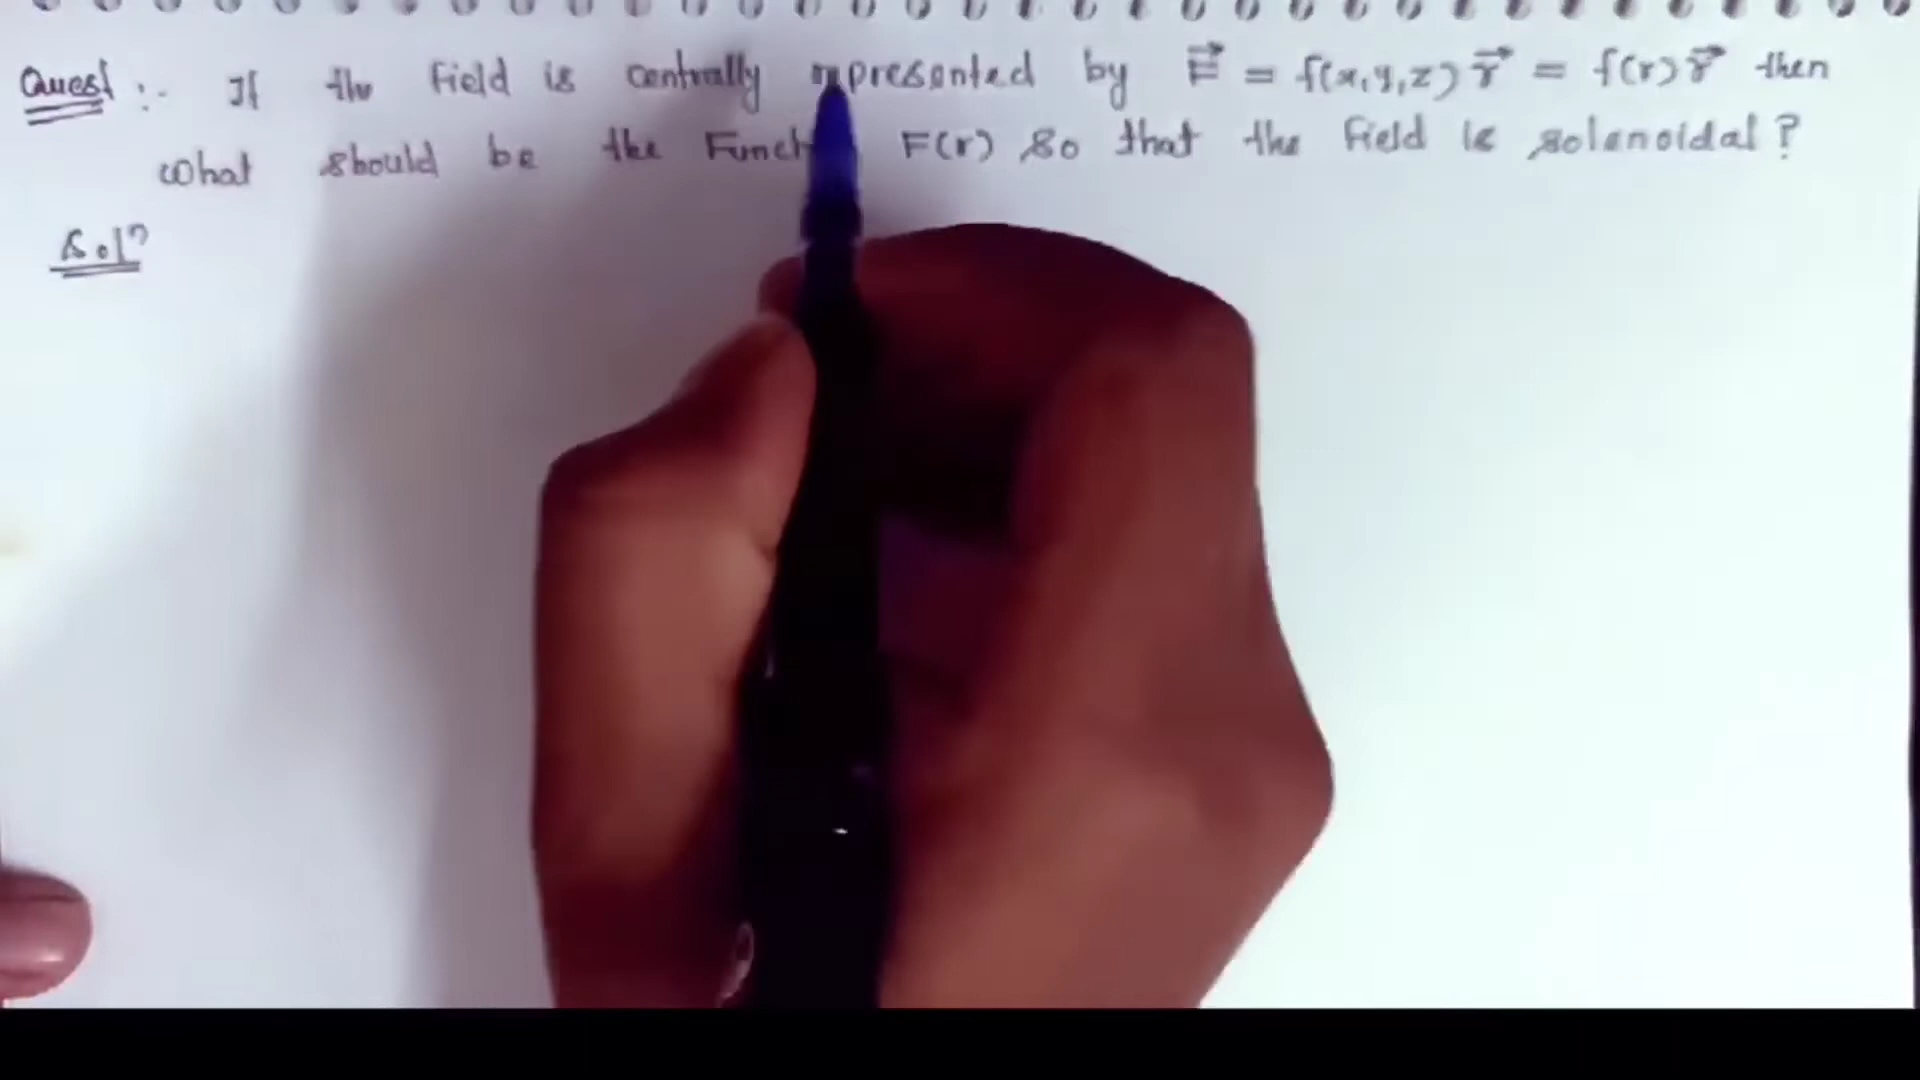 Quest :- If the field is centrally represented by F⃗ = f(x,y,z) r⃗ = f(r) r⃗ then
what should be the F(r) so that the field is solenoidal ?
Solⁿ